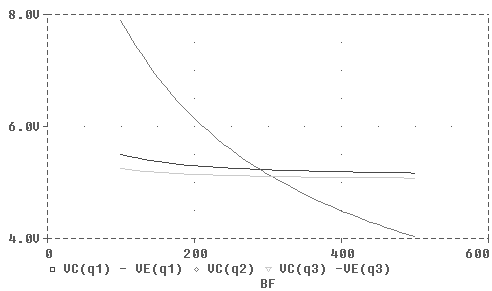 8.0V
6.0V
4.0V
0 200 400 600
□ VC(q1) - VE(q1) ◇ VC(q2) ▽ VC(q3) -VE(q3)
BF